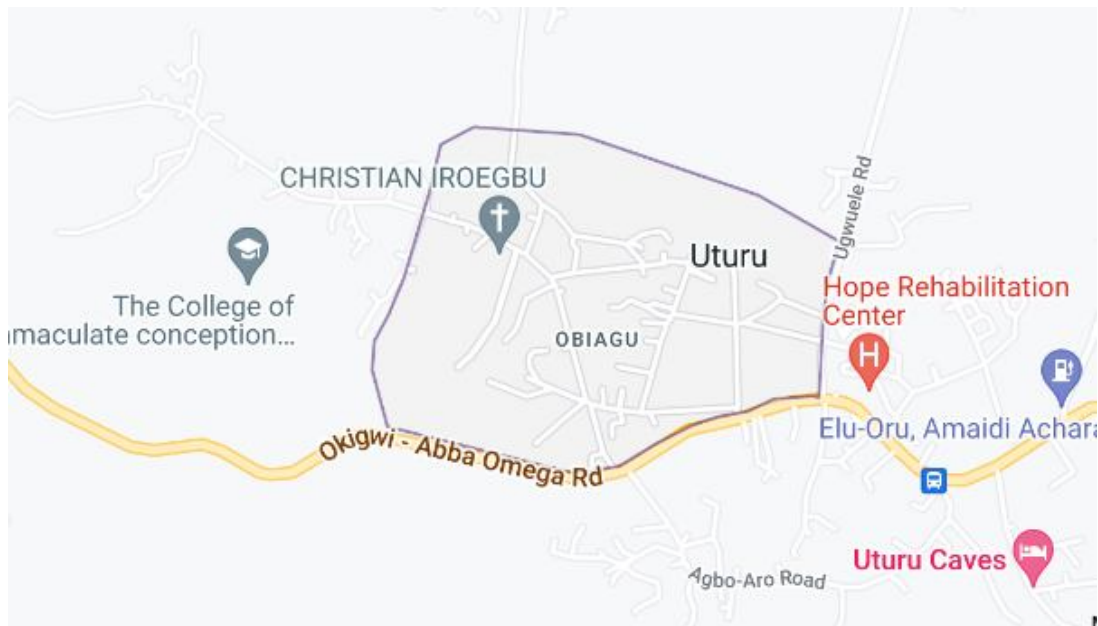 CHRISTIAN IROEGBU
Ugwuele Rd
Uturu
The College of
maculate conception...
Hope Rehabilitation
Center
H
OBIAGU
Elu-Oru, Amaidi Achara
Okigwi - Abba Omega Rd
Uturu Caves
Agbo-Aro Road